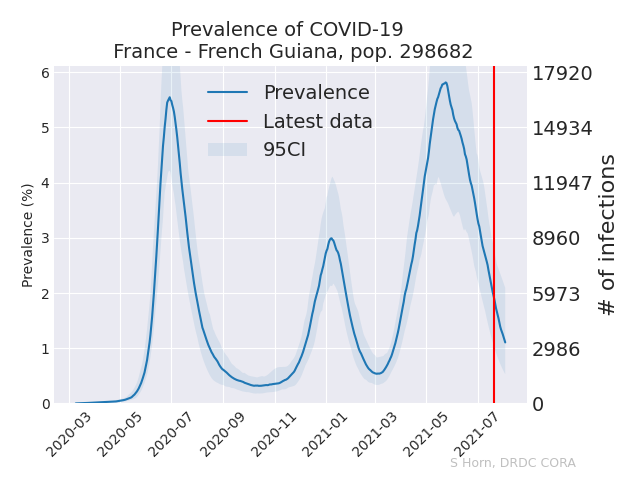 Prevalence of COVID-19
France - French Guiana, pop. 298682
Prevalence
Latest data
95CI
Prevalence (%)
6
5
4
3
2
1
0
17920
14934
11947
8960
5973
2986
0
# of infections
2020-03
2020-05
2020-07
2020-09
2020-11
2021-01
2021-03
2021-05
2021-07
S Horn, DRDC CORA